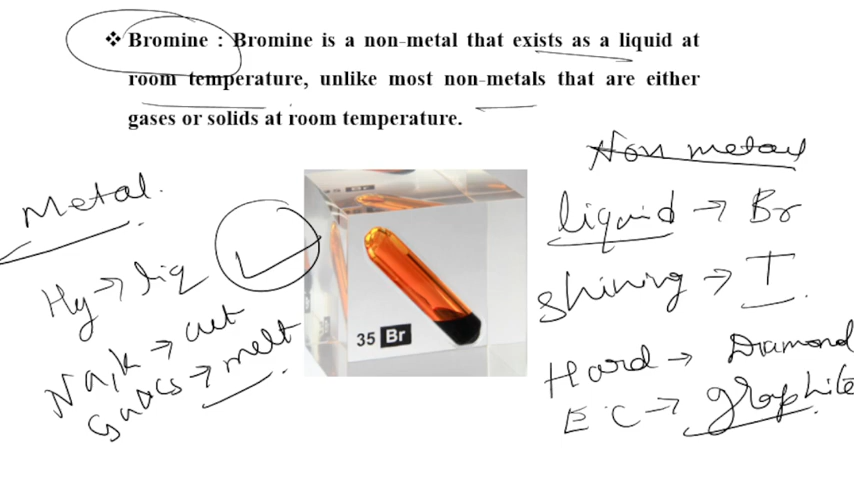 ❖ Bromine : Bromine is a non-metal that exists as a liquid at
room temperature, unlike most non-metals that are either
gases or solids at room temperature.
Non metal
Metal.
liquid → Br
Hg → liq
shining → I
Na, k → cut
Ga & Cs → melt
Hard → Diamond
E C → graphite
35 Br